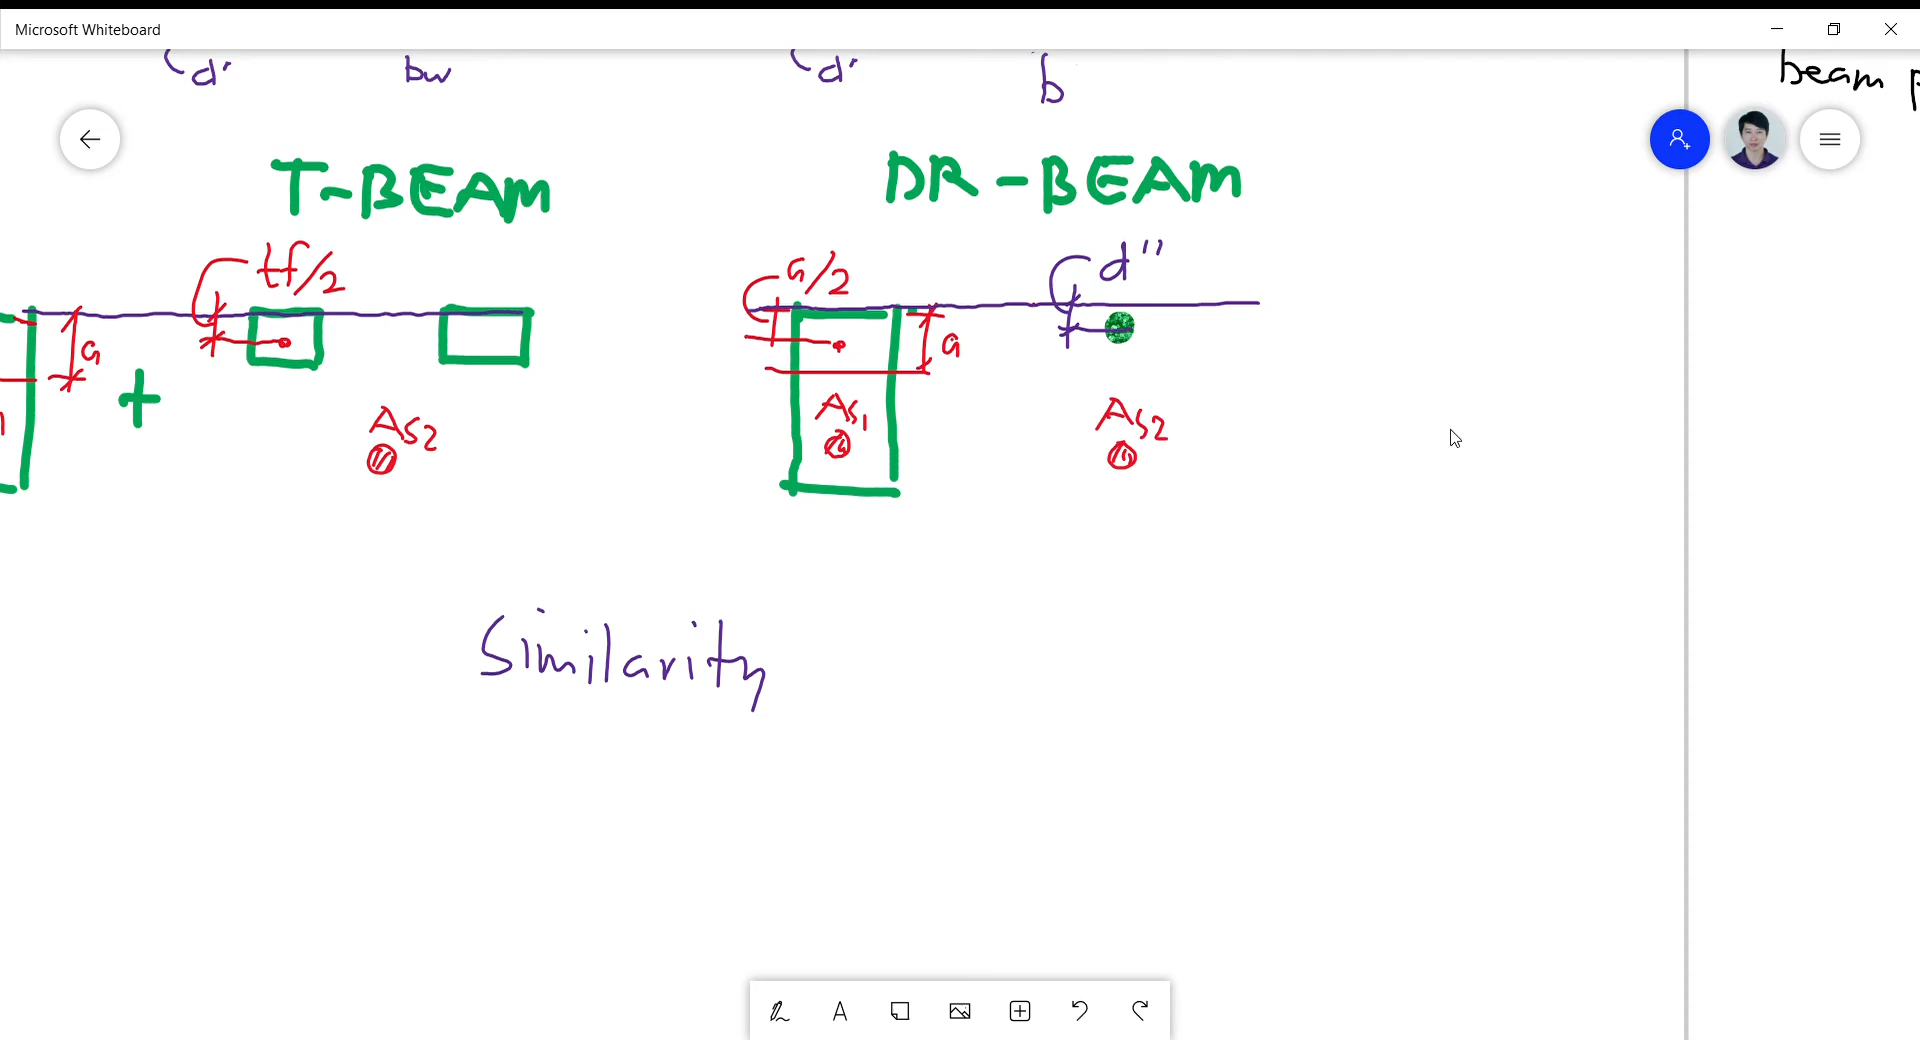 Microsoft Whiteboard
d'
bw
d'
b
beam
T-BEAM
DR-BEAM
tf/2
a/2
d"
a
+
a
As1
As2
As2
Similarity